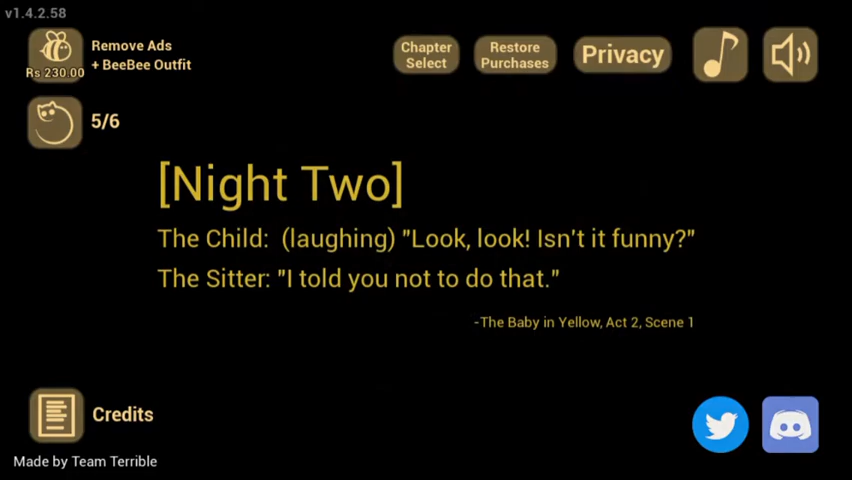 v1.4.2.58
Remove Ads
+ BeeBee Outfit
Rs 230.00
Chapter
Select
Restore
Purchases
Privacy
5/6
[Night Two]
The Child:  (laughing) "Look, look! Isn't it funny?"
The Sitter: "I told you not to do that."
-The Baby in Yellow, Act 2, Scene 1
Credits
Made by Team Terrible